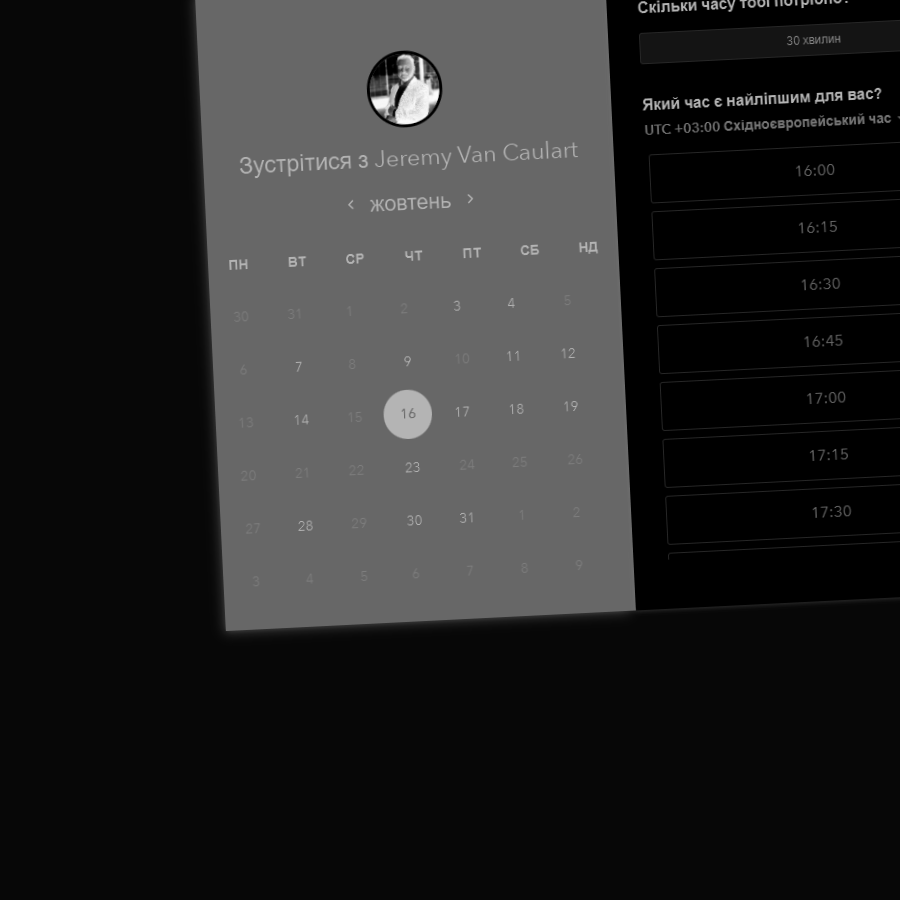 Зустрітися з Jeremy Van Caulart
жовтень
ПН ВТ СР ЧТ ПТ СБ НД
30 31 1 2 3 4 5
6 7 8 9 10 11 12
13 14 15 16 17 18 19
20 21 22 23 24 25 26
27 28 29 30 31 1 2
3 4 5 6 7 8 9
Скільки часу тобі потрібно?
30 хвилин
Який час є найліпшим для вас?
UTC +03:00 Східноєвропейський час
16:00
16:15
16:30
16:45
17:00
17:15
17:30